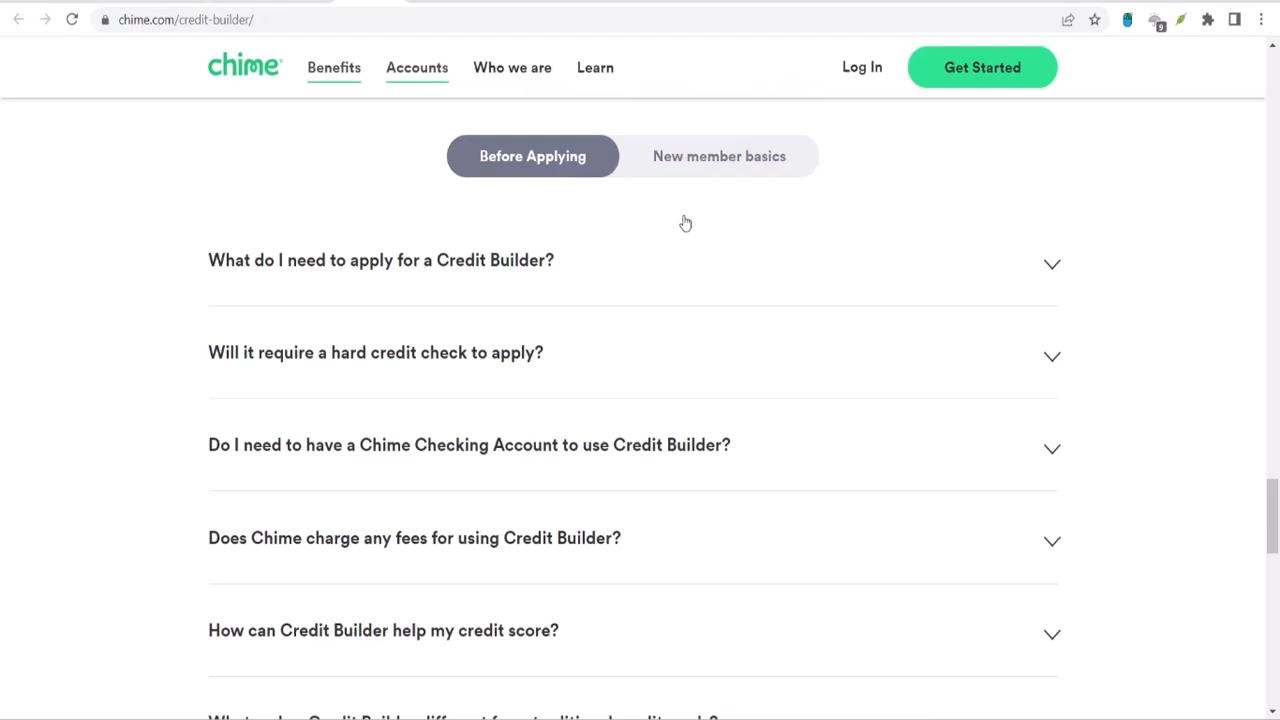 chime.com/credit-builder/
9
chime
Benefits
Accounts
Who we are
Learn
Log In
Get Started
Before Applying
New member basics
What do I need to apply for a Credit Builder?
Will it require a hard credit check to apply?
Do I need to have a Chime Checking Account to use Credit Builder?
Does Chime charge any fees for using Credit Builder?
How can Credit Builder help my credit score?